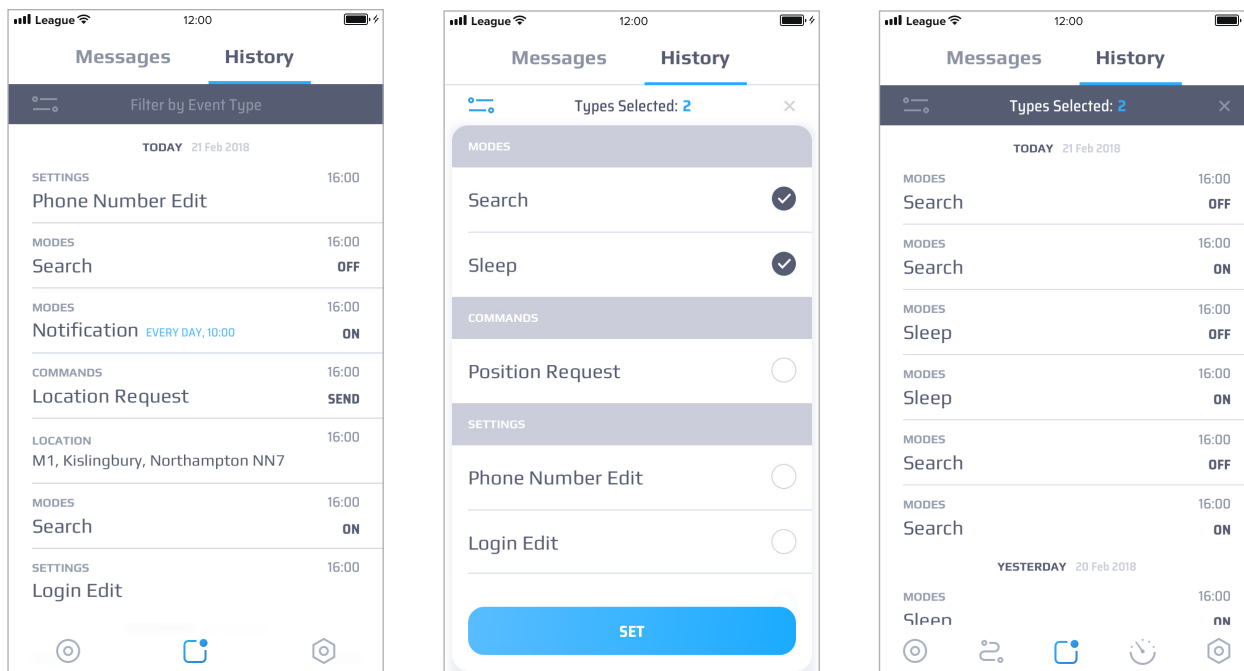 League 12:00
Messages History
Filter by Event Type
TODAY 21 Feb 2018
SETTINGS 16:00
Phone Number Edit
MODES 16:00
Search OFF
MODES 16:00
Notification EVERY DAY, 10:00 ON
COMMANDS 16:00
Location Request SEND
LOCATION 16:00
M1, Kislingbury, Northampton NN7
MODES 16:00
Search ON
SETTINGS 16:00
Login Edit
League 12:00
Messages History
Types Selected: 2
MODES
Search
Sleep
COMMANDS
Position Request
SETTINGS
Phone Number Edit
Login Edit
SET
League 12:00
Messages History
Types Selected: 2
TODAY 21 Feb 2018
MODES 16:00
Search OFF
MODES 16:00
Search ON
MODES 16:00
Sleep OFF
MODES 16:00
Sleep ON
MODES 16:00
Search OFF
MODES 16:00
Search ON
YESTERDAY 20 Feb 2018
MODES 16:00
Sleep ON